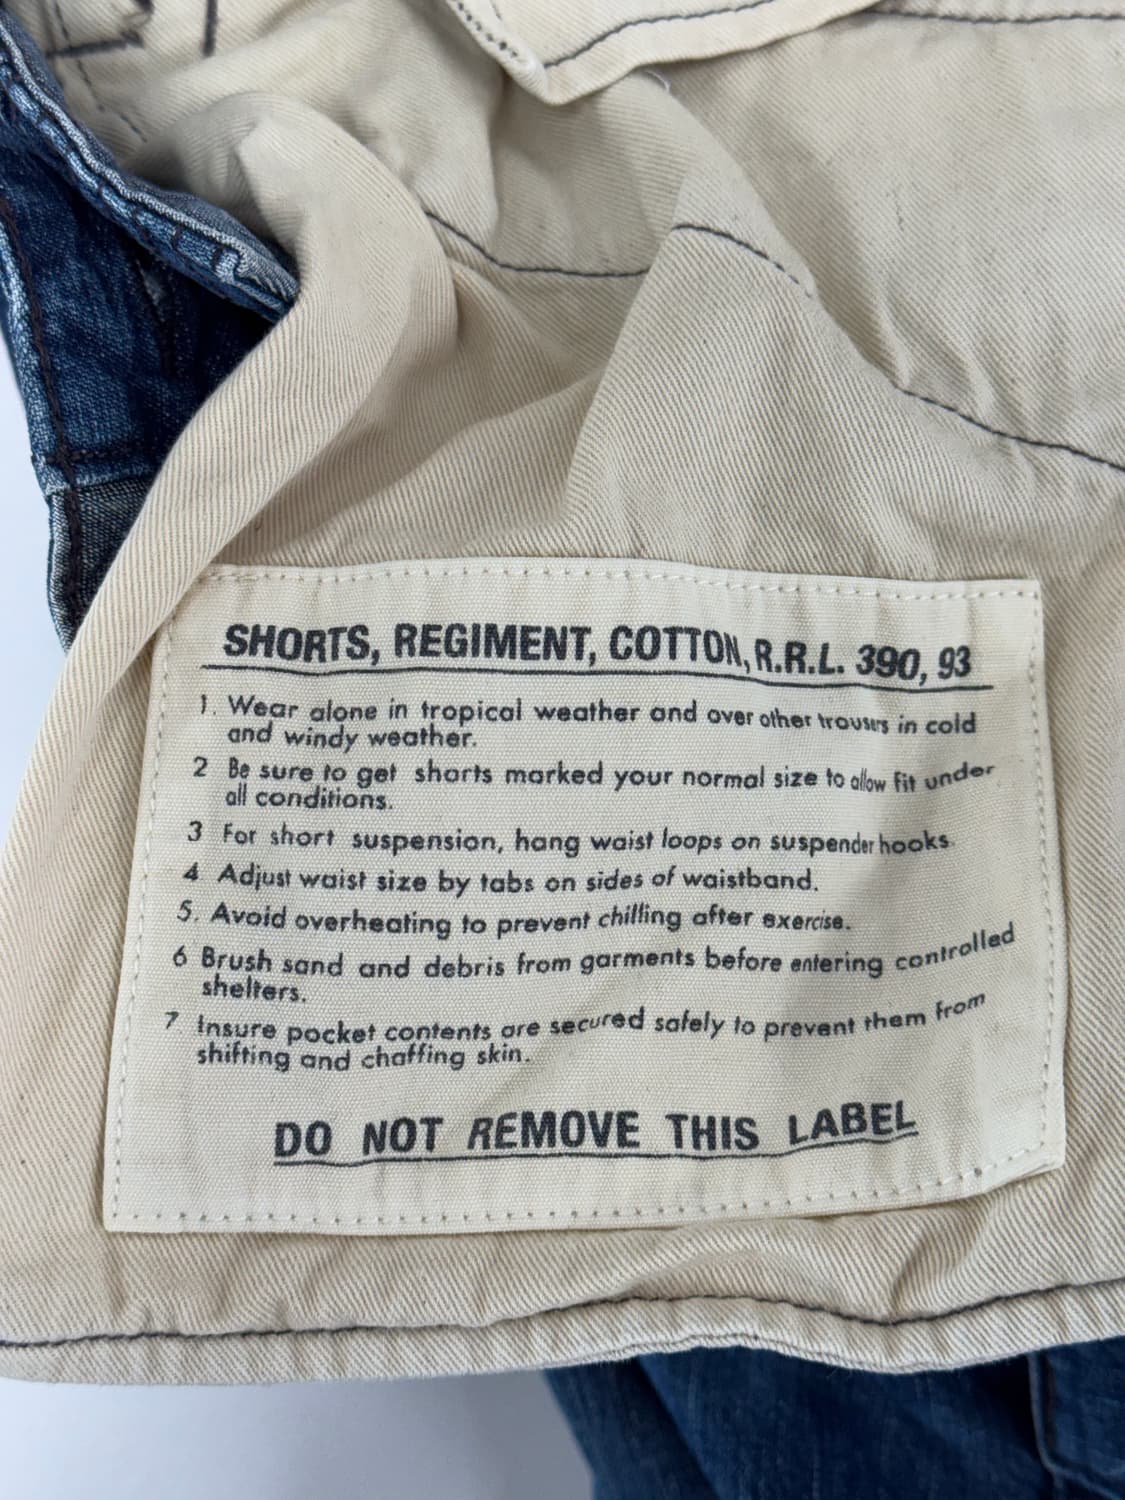 SHORTS, REGIMENT, COTTON, R.R.L. 390, 93
1. Wear alone in tropical weather and over other trousers in cold
and windy weather.
2 Be sure to get shorts marked your normal size to allow fit under
all conditions.
3 For short suspension, hang waist loops on suspender hooks.
4 Adjust waist size by tabs on sides of waistband.
5. Avoid overheating to prevent chilling after exercise.
6 Brush sand and debris from garments before entering controlled
shelters.
7 Insure pocket contents are secured safely to prevent them from
shifting and chaffing skin.
DO NOT REMOVE THIS LABEL